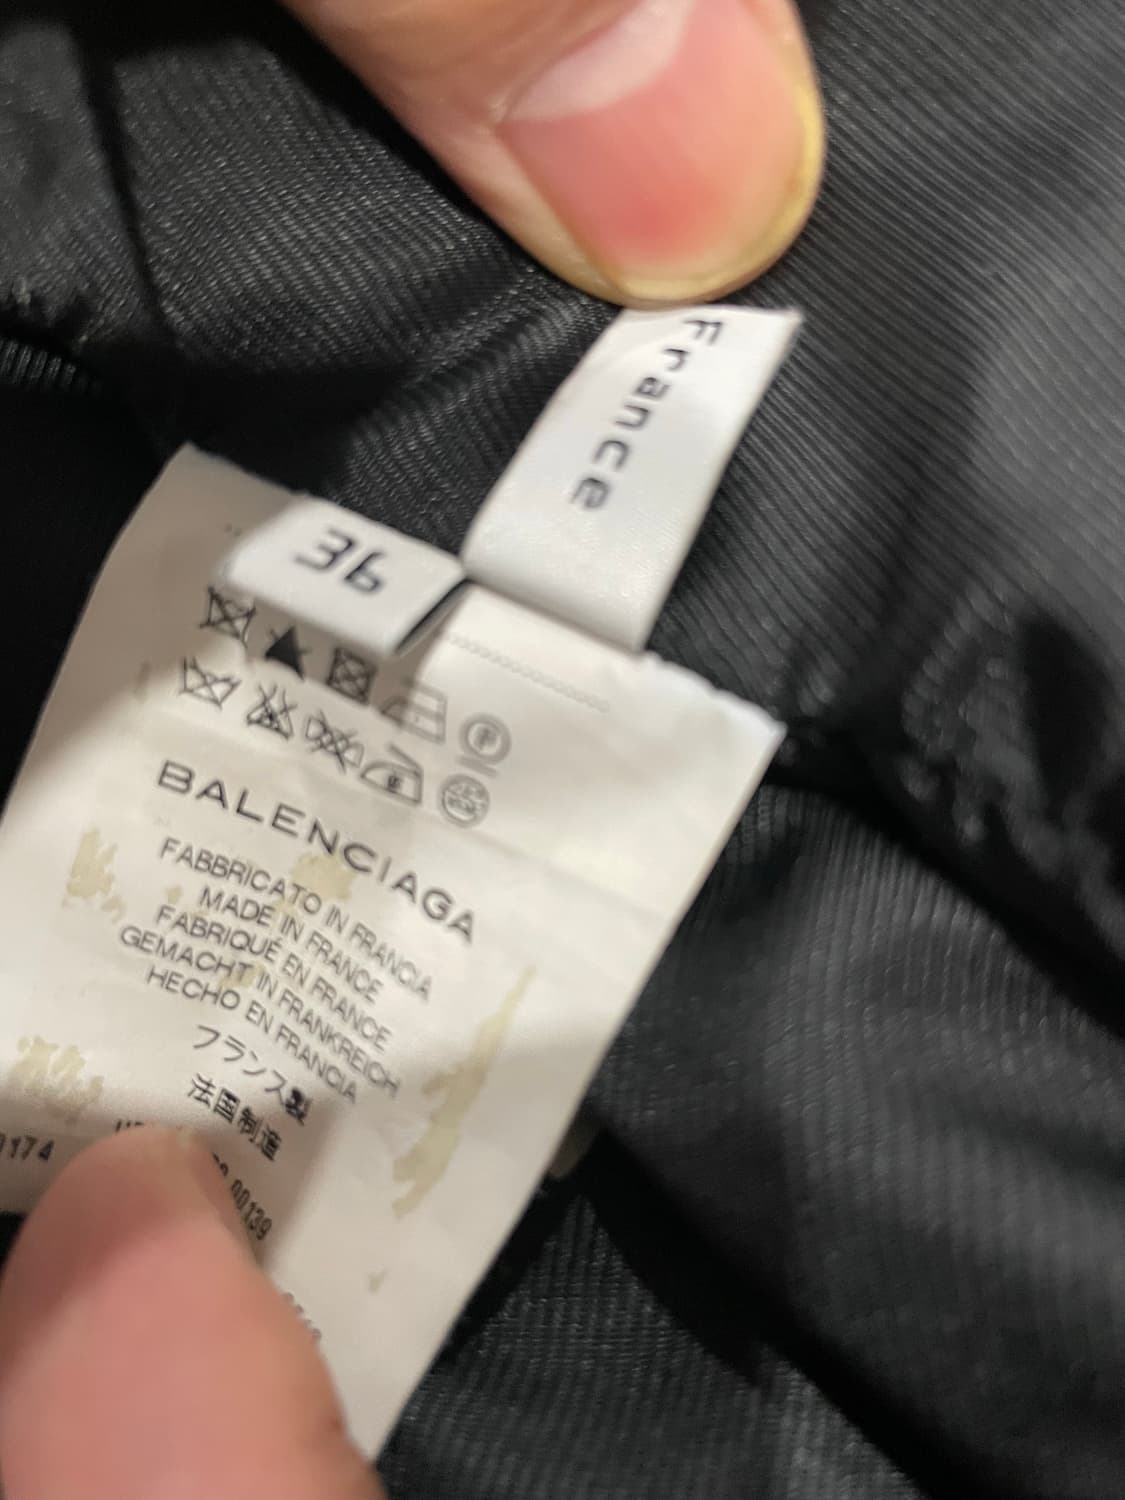 France
36
P
BALENCIAGA
FABBRICATO IN FRANCIA
MADE IN FRANCE
FABRIQUÉ EN FRANCE
GEMACHT IN FRANKREICH
HECHO EN FRANCIA
フランス製
法国制造
00139